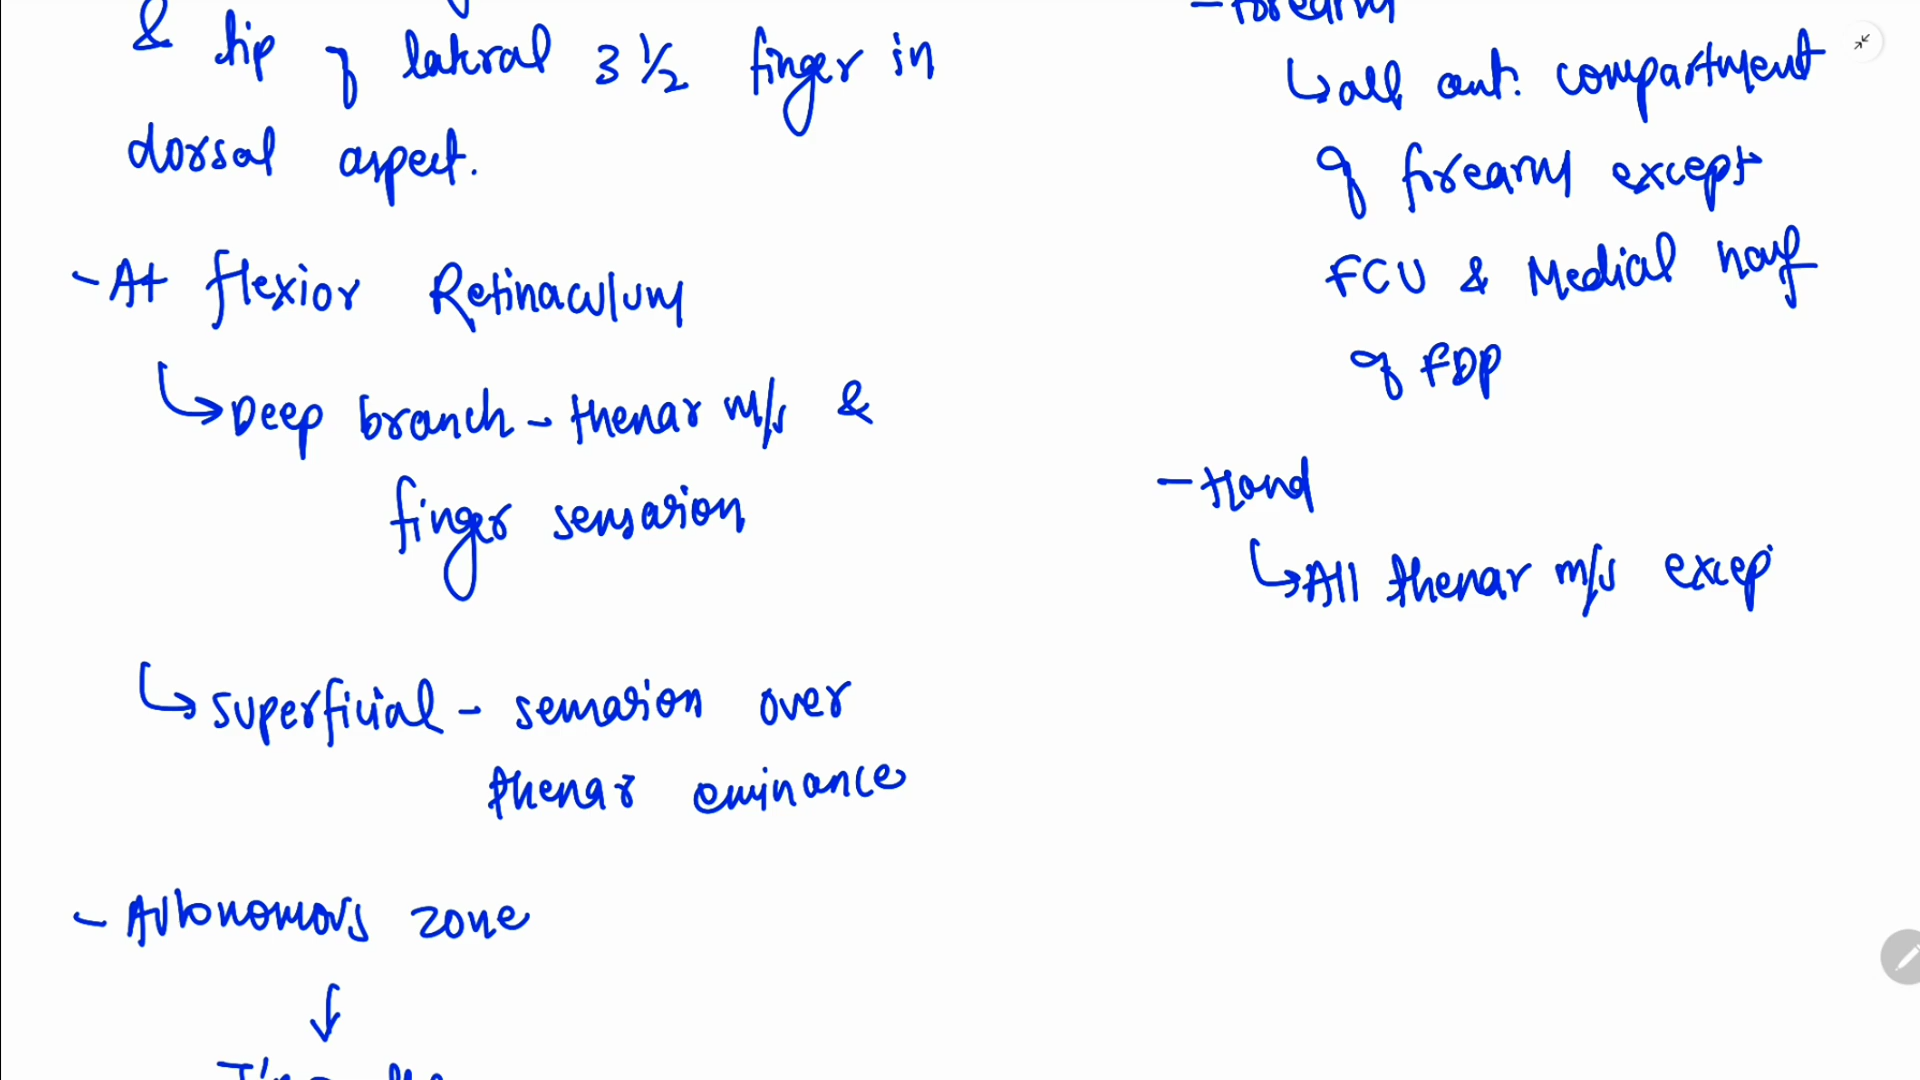 & tip of lateral 3 1/2 finger in
dorsal aspect.
- At flexior Retinaculum
↳ Deep branch - thenar m/s &
finger sensation
↳ superficial - sensation over
thenar eminance
- Autonomous zone
↓
- Forearm
↳ all ant. compartment
of forearm except
FCU & Medial half
of FDP
- Hand
↳ All thenar m/s excep